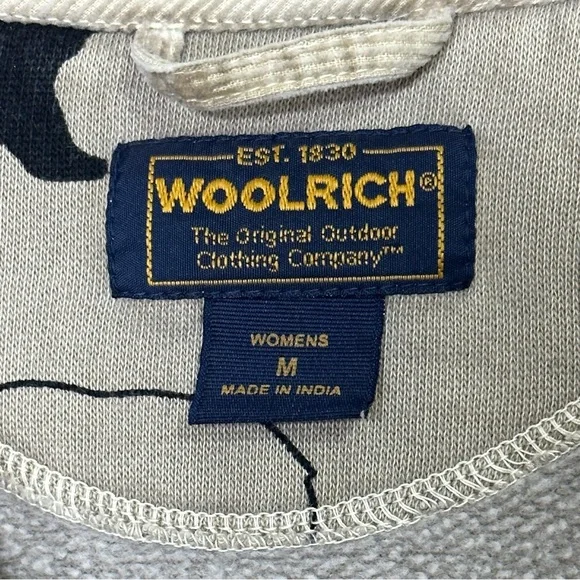 EST. 1830
WOOLRICH®
The Original Outdoor
Clothing Company™
WOMENS
M
MADE IN INDIA